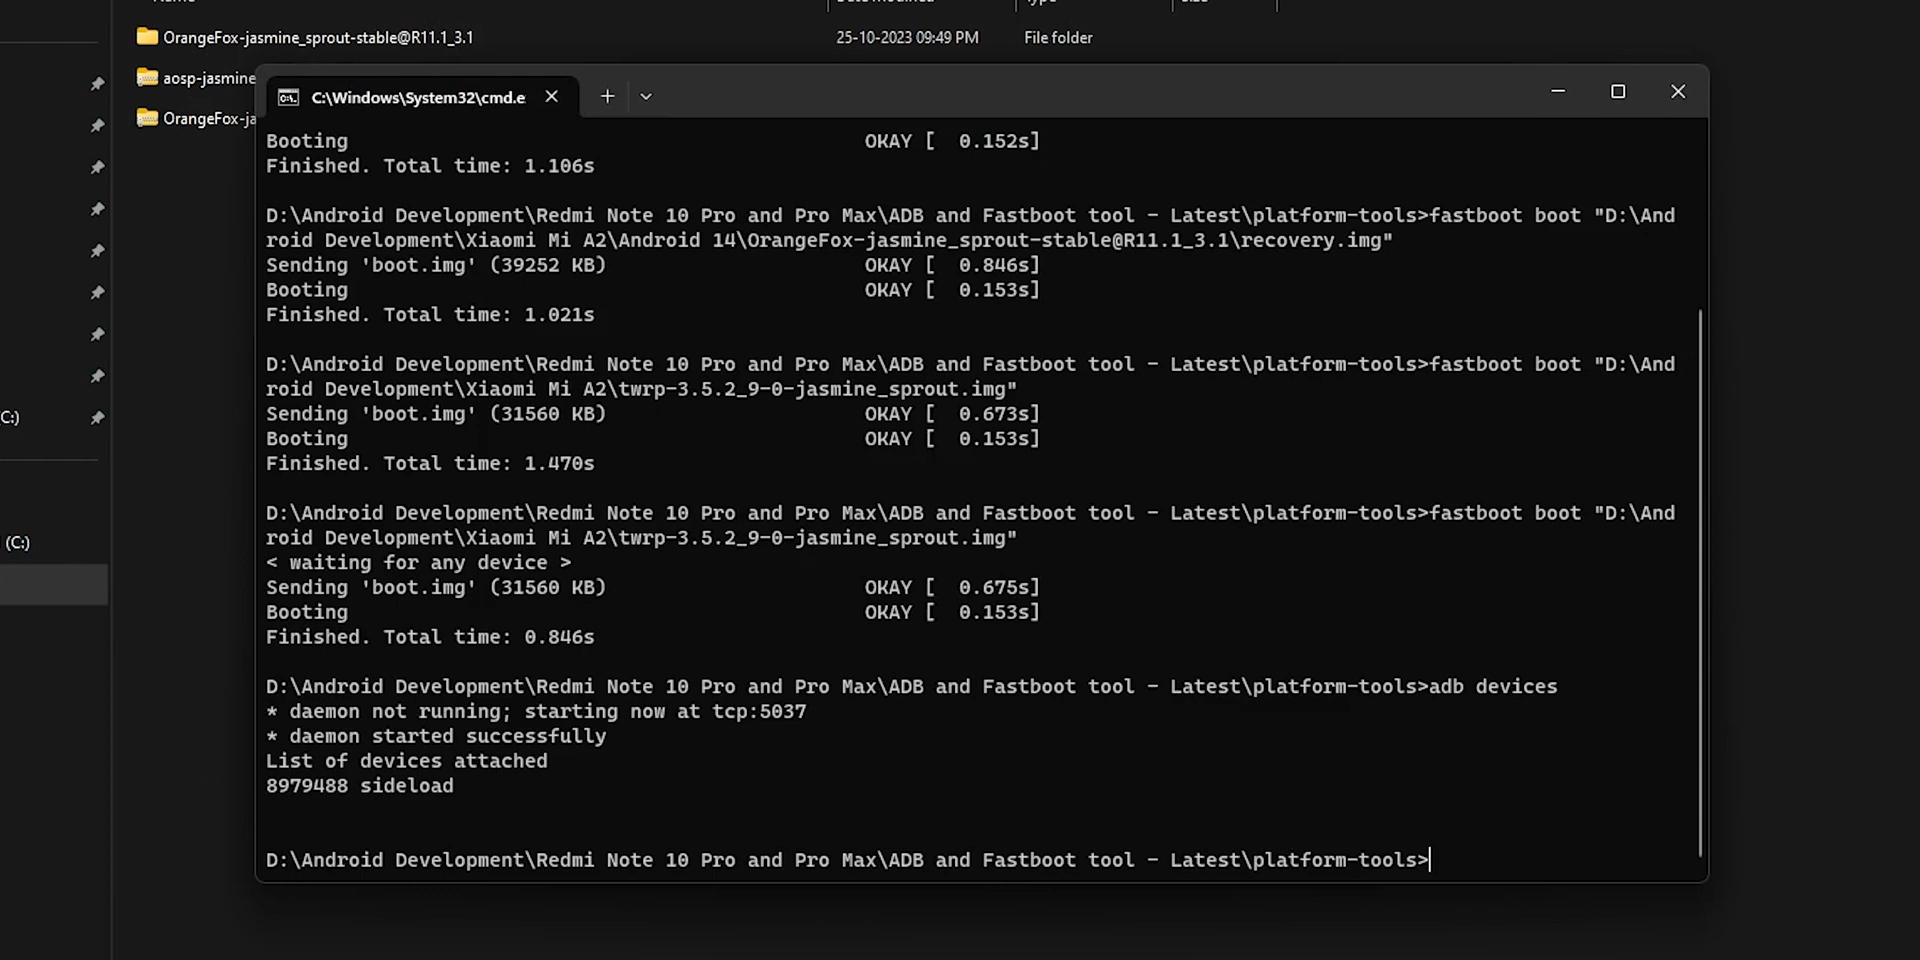 OrangeFox-jasmine_sprout-stable@R11.1_3.1 25-10-2023 09:49 PM File folder
aosp-jasmine
OrangeFox-ja
C:\Windows\System32\cmd.e
Booting OKAY [ 0.152s]
Finished. Total time: 1.106s
D:\Android Development\Redmi Note 10 Pro and Pro Max\ADB and Fastboot tool - Latest\platform-tools>fastboot boot "D:\And
roid Development\Xiaomi Mi A2\Android 14\OrangeFox-jasmine_sprout-stable@R11.1_3.1\recovery.img"
Sending 'boot.img' (39252 KB) OKAY [ 0.846s]
Booting OKAY [ 0.153s]
Finished. Total time: 1.021s
D:\Android Development\Redmi Note 10 Pro and Pro Max\ADB and Fastboot tool - Latest\platform-tools>fastboot boot "D:\And
roid Development\Xiaomi Mi A2\twrp-3.5.2_9-0-jasmine_sprout.img"
Sending 'boot.img' (31560 KB) OKAY [ 0.673s]
Booting OKAY [ 0.153s]
Finished. Total time: 1.470s
D:\Android Development\Redmi Note 10 Pro and Pro Max\ADB and Fastboot tool - Latest\platform-tools>fastboot boot "D:\And
roid Development\Xiaomi Mi A2\twrp-3.5.2_9-0-jasmine_sprout.img"
< waiting for any device >
Sending 'boot.img' (31560 KB) OKAY [ 0.675s]
Booting OKAY [ 0.153s]
Finished. Total time: 0.846s
D:\Android Development\Redmi Note 10 Pro and Pro Max\ADB and Fastboot tool - Latest\platform-tools>adb devices
* daemon not running; starting now at tcp:5037
* daemon started successfully
List of devices attached
8979488 sideload
D:\Android Development\Redmi Note 10 Pro and Pro Max\ADB and Fastboot tool - Latest\platform-tools>
(C:)
(C:)